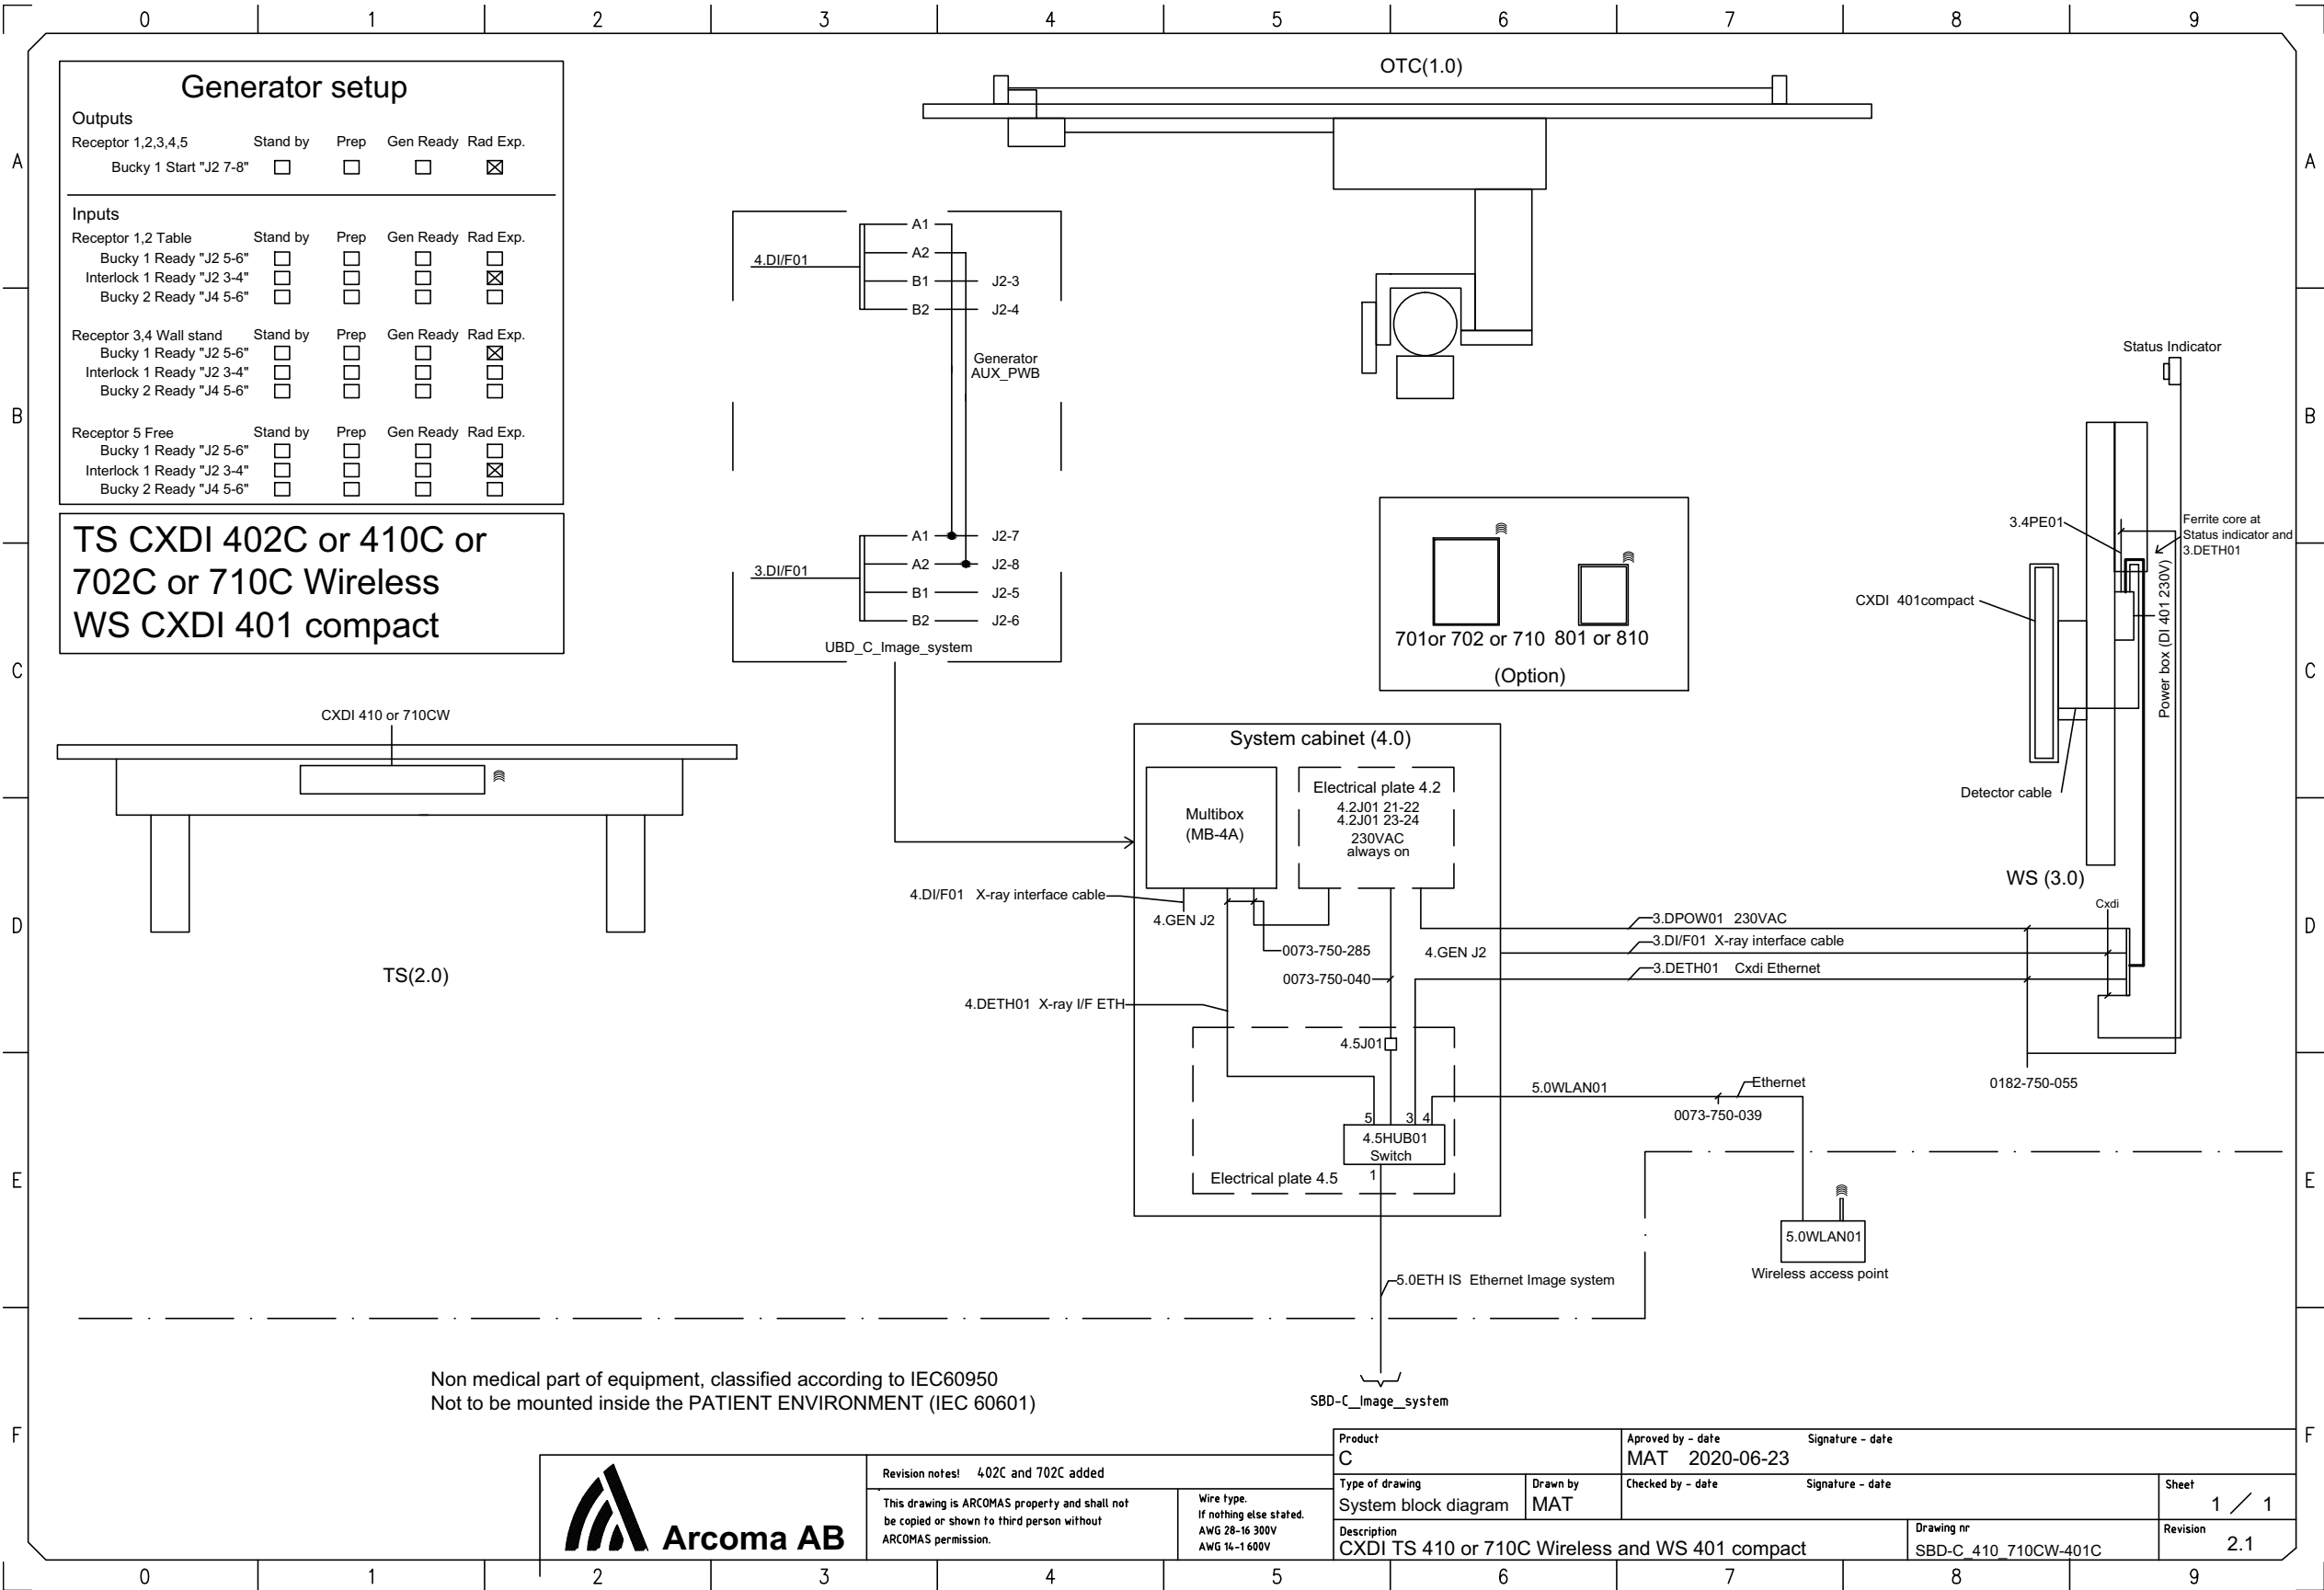 0 1 2 3 4 5 6 7 8 9
A A
B B
C C
D D
E E
F F
Generator setup
Outputs
Receptor 1,2,3,4,5 Stand by Prep Gen Ready Rad Exp.
Bucky 1 Start "J2 7-8"
Inputs
Receptor 1,2 Table Stand by Prep Gen Ready Rad Exp.
Bucky 1 Ready "J2 5-6"
Interlock 1 Ready "J2 3-4"
Bucky 2 Ready "J4 5-6"
Receptor 3,4 Wall stand Stand by Prep Gen Ready Rad Exp.
Bucky 1 Ready "J2 5-6"
Interlock 1 Ready "J2 3-4"
Bucky 2 Ready "J4 5-6"
Receptor 5 Free Stand by Prep Gen Ready Rad Exp.
Bucky 1 Ready "J2 5-6"
Interlock 1 Ready "J2 3-4"
Bucky 2 Ready "J4 5-6"
TS CXDI 402C or 410C or
702C or 710C Wireless
WS CXDI 401 compact
CXDI 410 or 710CW
TS(2.0)
4.DI/F01
A1
A2
B1 J2-3
B2 J2-4
Generator
AUX_PWB
3.DI/F01
A1 J2-7
A2 J2-8
B1 J2-5
B2 J2-6
UBD_C_Image_system
OTC(1.0)
701or 702 or 710 801 or 810
(Option)
Status Indicator
3.4PE01
Ferrite core at
Status indicator and
3.DETH01
Power box (DI 401 230V)
CXDI 401compact
Detector cable
WS (3.0)
Cxdi
System cabinet (4.0)
Multibox
(MB-4A)
Electrical plate 4.2
4.2J01 21-22
4.2J01 23-24
230VAC
always on
4.DI/F01 X-ray interface cable
4.GEN J2
0073-750-285
4.GEN J2
0073-750-040
4.DETH01 X-ray I/F ETH
3.DPOW01 230VAC
3.DI/F01 X-ray interface cable
3.DETH01 Cxdi Ethernet
0182-750-055
4.5J01
5 3 4
4.5HUB01
Switch
1
Electrical plate 4.5
5.0WLAN01
Ethernet
0073-750-039
5.0WLAN01
Wireless access point
5.0ETH IS Ethernet Image system
SBD-C_Image_system
Non medical part of equipment, classified according to IEC60950
Not to be mounted inside the PATIENT ENVIRONMENT (IEC 60601)
Arcoma AB
Revision notes! 402C and 702C added
This drawing is ARCOMAS property and shall not
be copied or shown to third person without
ARCOMAS permission.
Wire type.
If nothing else stated.
AWG 28-16 300V
AWG 14-1 600V
Product
C
Aproved by - date Signature - date
MAT 2020-06-23
Type of drawing
System block diagram
Drawn by
MAT
Checked by - date Signature - date
Sheet
1 / 1
Description
CXDI TS 410 or 710C Wireless and WS 401 compact
Drawing nr
SBD-C_410_710CW-401C
Revision
2.1
0 1 2 3 4 5 6 7 8 9